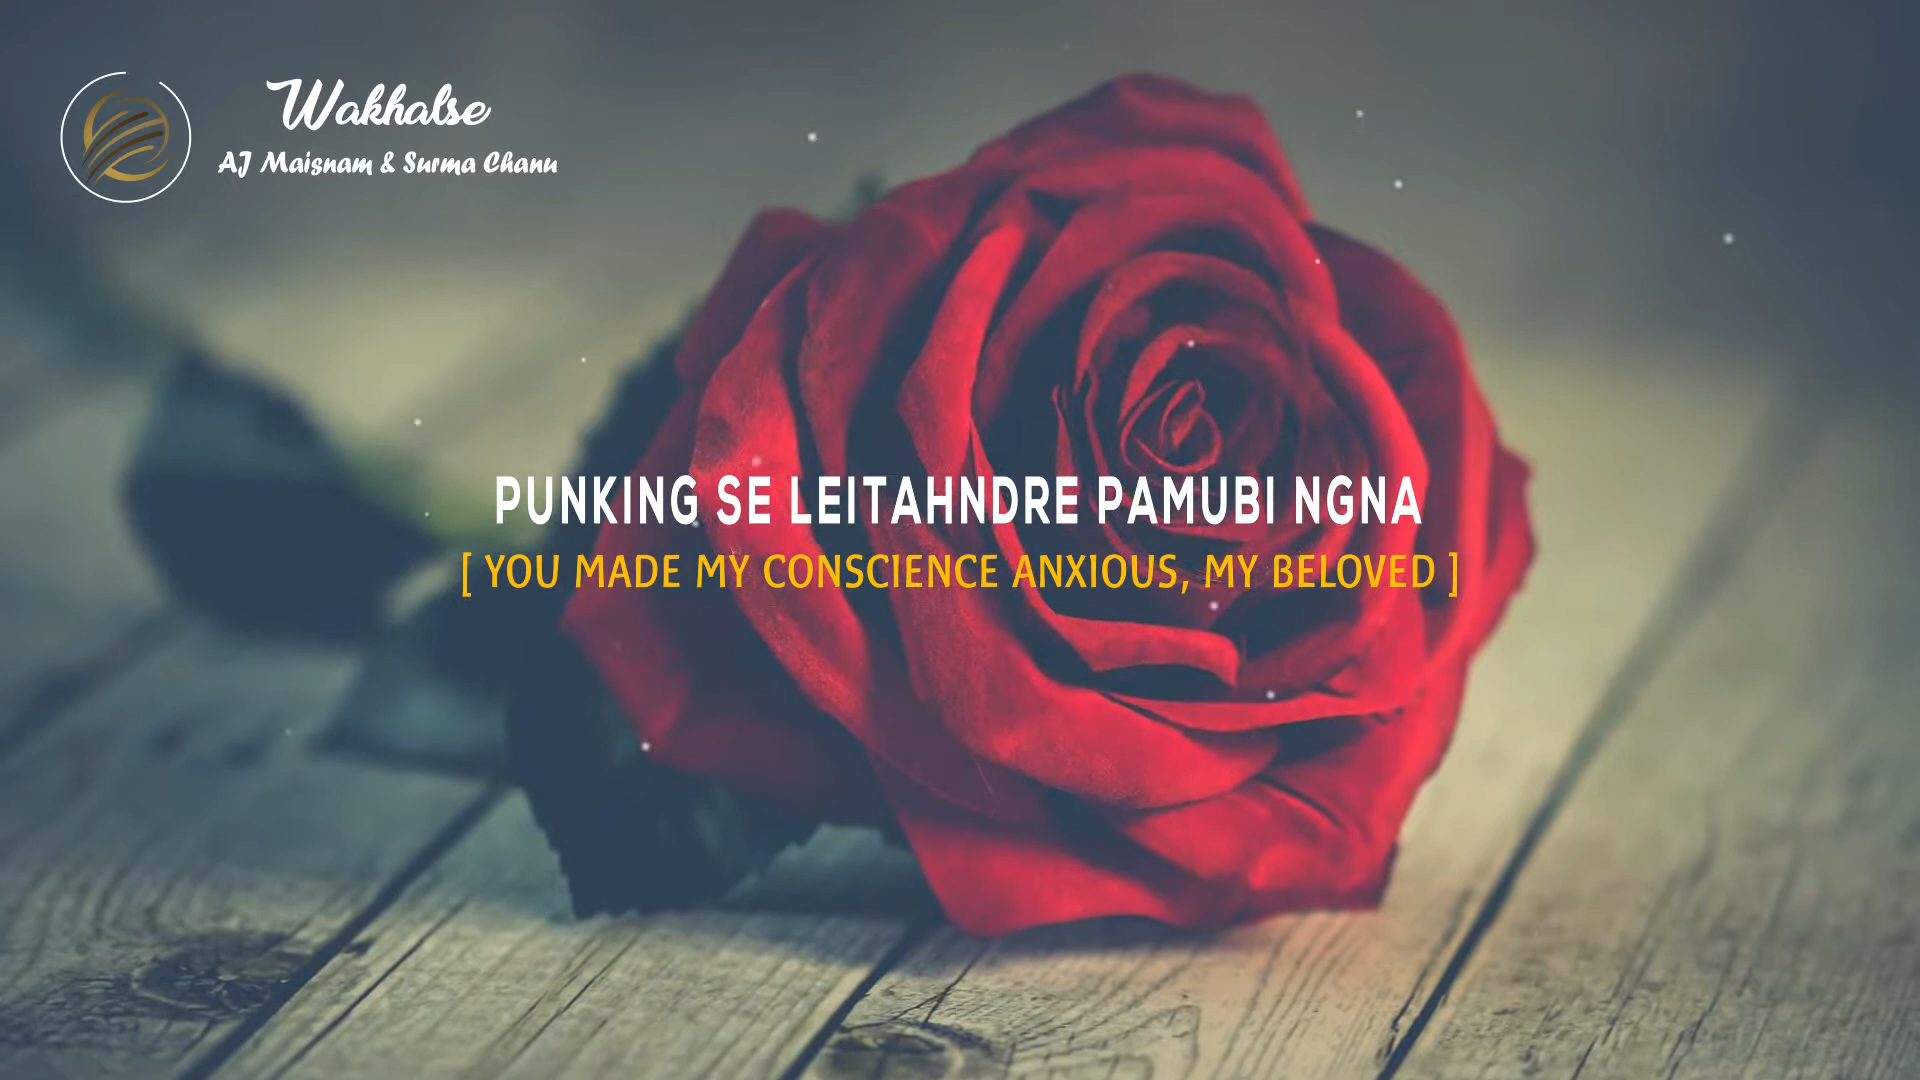 Wakhalse
AJ Maisnam & Surma Chanu
PUNKING SE LEITAHNDRE PAMUBI NGNA
[ YOU MADE MY CONSCIENCE ANXIOUS, MY BELOVED ]